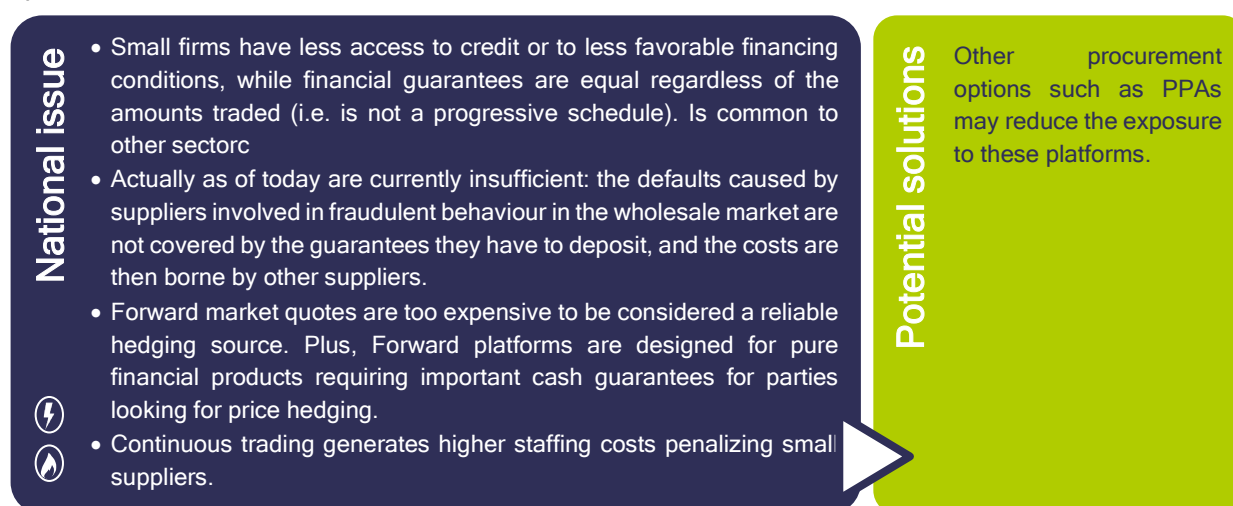 National issue
• Small firms have less access to credit or to less favorable financing
conditions, while financial guarantees are equal regardless of the
amounts traded (i.e. is not a progressive schedule). Is common to
other sectorc
• Actually as of today are currently insufficient: the defaults caused by
suppliers involved in fraudulent behaviour in the wholesale market are
not covered by the guarantees they have to deposit, and the costs are
then borne by other suppliers.
• Forward market quotes are too expensive to be considered a reliable
hedging source. Plus, Forward platforms are designed for pure
financial products requiring important cash guarantees for parties
looking for price hedging.
• Continuous trading generates higher staffing costs penalizing small
suppliers.
Potential solutions
Other procurement
options such as PPAs
may reduce the exposure
to these platforms.